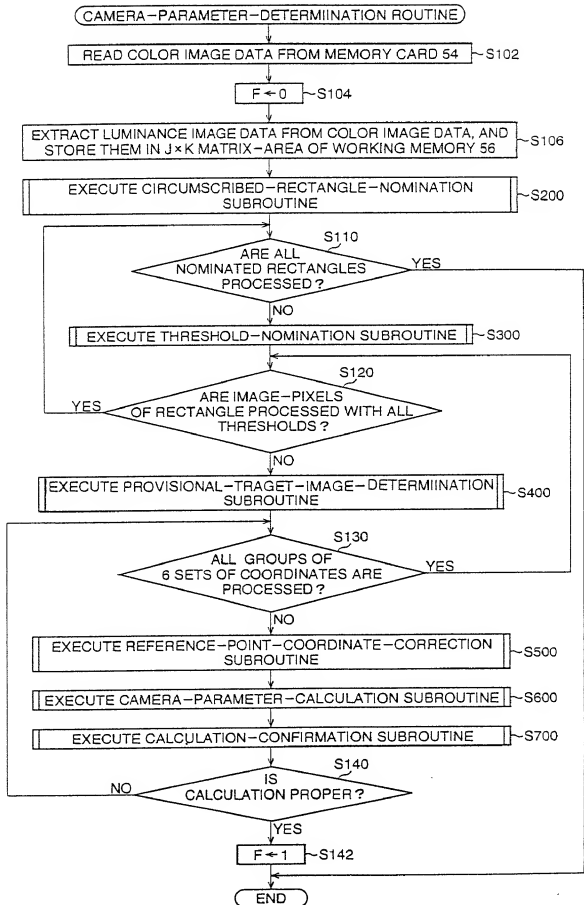 CAMERA-PARAMETER-DETERMIINATION ROUTINE
READ COLOR IMAGE DATA FROM MEMORY CARD 54
S102
F←0
S104
EXTRACT LUMINANCE IMAGE DATA FROM COLOR IMAGE DATA, AND
STORE THEM IN J×K MATRIX-AREA OF WORKING MEMORY 56
S106
EXECUTE CIRCUMSCRIBED-RECTANGLE-NOMINATION
SUBROUTINE
S200
S110
ARE ALL
NOMINATED RECTANGLES
PROCESSED?
YES
NO
EXECUTE THRESHOLD-NOMINATION SUBROUTINE
S300
S120
ARE IMAGE-PIXELS
OF RECTANGLE PROCESSED WITH ALL
THRESHOLDS?
YES
NO
EXECUTE PROVISIONAL-TRAGET-IMAGE-DETERMIINATION
SUBROUTINE
S400
S130
ALL GROUPS OF
6 SETS OF COORDINATES ARE
PROCESSED?
YES
NO
EXECUTE REFERENCE-POINT-COORDINATE-CORRECTION
SUBROUTINE
S500
EXECUTE CAMERA-PARAMETER-CALCULATION SUBROUTINE
S600
EXECUTE CALCULATION-CONFIRMATION SUBROUTINE
S700
S140
IS
CALCULATION PROPER?
NO
YES
F←1
S142
END